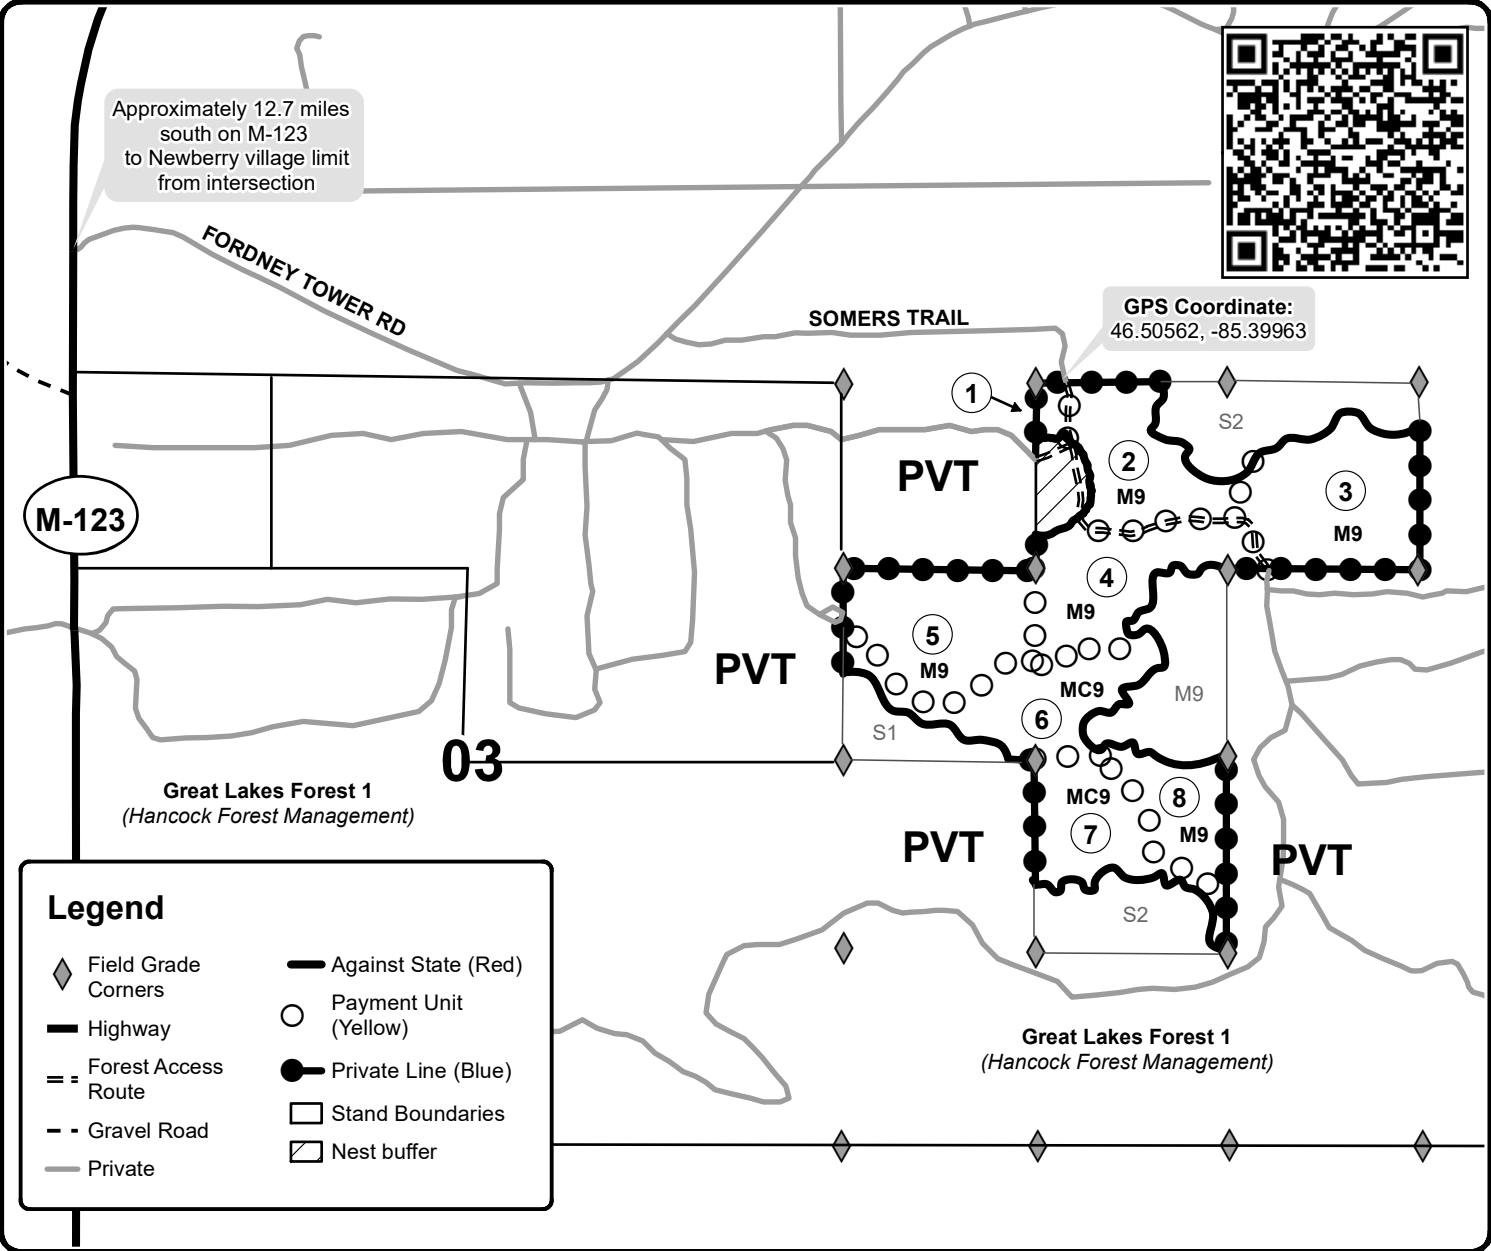 Approximately 12.7 miles
south on M-123
to Newberry village limit
from intersection
FORDNEY TOWER RD
SOMERS TRAIL
GPS Coordinate:
46.50562, -85.39963
1
S2
PVT
2
M9
3
M9
M-123
4
M9
5
M9
PVT
MC9
M9
6
S1
03
Great Lakes Forest 1
(Hancock Forest Management)
MC9
8
7
M9
PVT
PVT
S2
Great Lakes Forest 1
(Hancock Forest Management)
Legend
Field Grade
Corners
Highway
Forest Access
Route
Gravel Road
Private
Against State (Red)
Payment Unit
(Yellow)
Private Line (Blue)
Stand Boundaries
Nest buffer